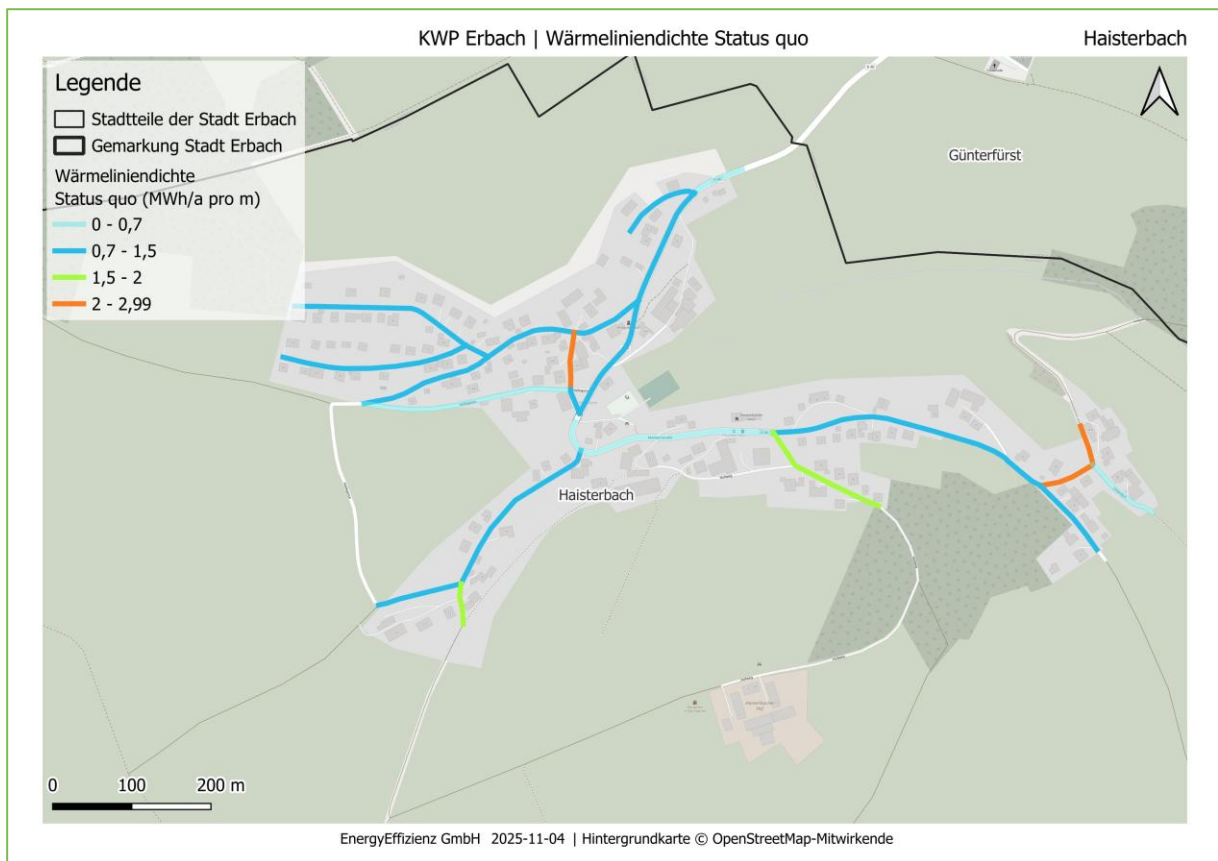 KWP Erbach | Wärmeliniendichte Status quo
Haisterbach
Legende
Stadtteile der Stadt Erbach
Gemarkung Stadt Erbach
Wärmeliniendichte
Status quo (MWh/a pro m)
0 - 0,7
0,7 - 1,5
1,5 - 2
2 - 2,99
Günterfürst
Haisterbach
0 100 200 m
EnergyEffizienz GmbH 2025-11-04 | Hintergrundkarte © OpenStreetMap-Mitwirkende